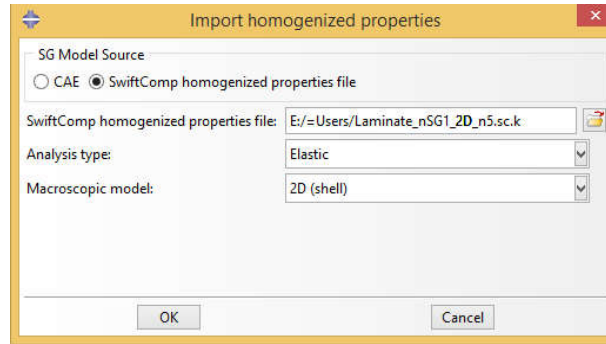 Import homogenized properties
SG Model Source
CAE SwiftComp homogenized properties file
SwiftComp homogenized properties file: E:/=Users/Laminate_nSG1_2D_n5.sc.k
Analysis type: Elastic
Macroscopic model: 2D (shell)
OK Cancel